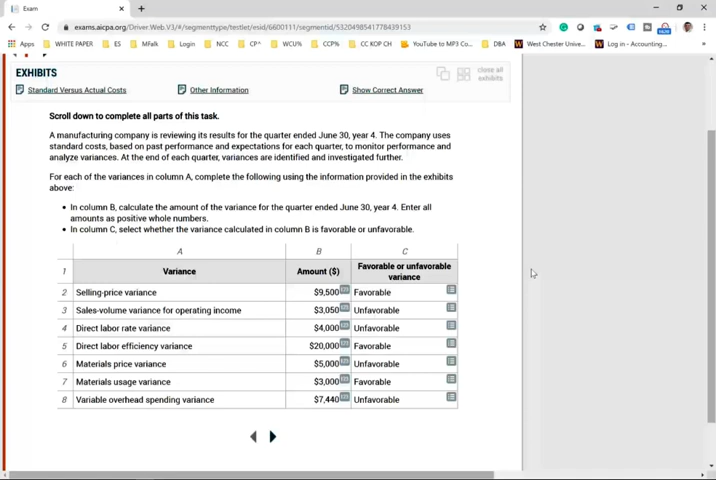 Exam
exams.aicpa.org/Driver.Web.V3/#/segmenttype/testlet/esid/6600111/segmentid/5320498541778439153
Apps WHITE PAPER ES MFalk Login NCC CP^ WCU% CCP% CC KOP CH YouTube to MP3 Co... DBA West Chester Unive... Log in - Accounting...
EXHIBITS
close all
exhibits
Standard Versus Actual Costs Other Information Show Correct Answer
Scroll down to complete all parts of this task.
A manufacturing company is reviewing its results for the quarter ended June 30, year 4. The company uses
standard costs, based on past performance and expectations for each quarter, to monitor performance and
analyze variances. At the end of each quarter, variances are identified and investigated further.
For each of the variances in column A, complete the following using the information provided in the exhibits
above:
• In column B, calculate the amount of the variance for the quarter ended June 30, year 4. Enter all
amounts as positive whole numbers.
• In column C, select whether the variance calculated in column B is favorable or unfavorable.
A B C
1 Variance Amount ($) Favorable or unfavorable
variance
2 Selling-price variance $9,500 Favorable
3 Sales-volume variance for operating income $3,050 Unfavorable
4 Direct labor rate variance $4,000 Unfavorable
5 Direct labor efficiency variance $20,000 Favorable
6 Materials price variance $5,000 Unfavorable
7 Materials usage variance $3,000 Favorable
8 Variable overhead spending variance $7,440 Unfavorable